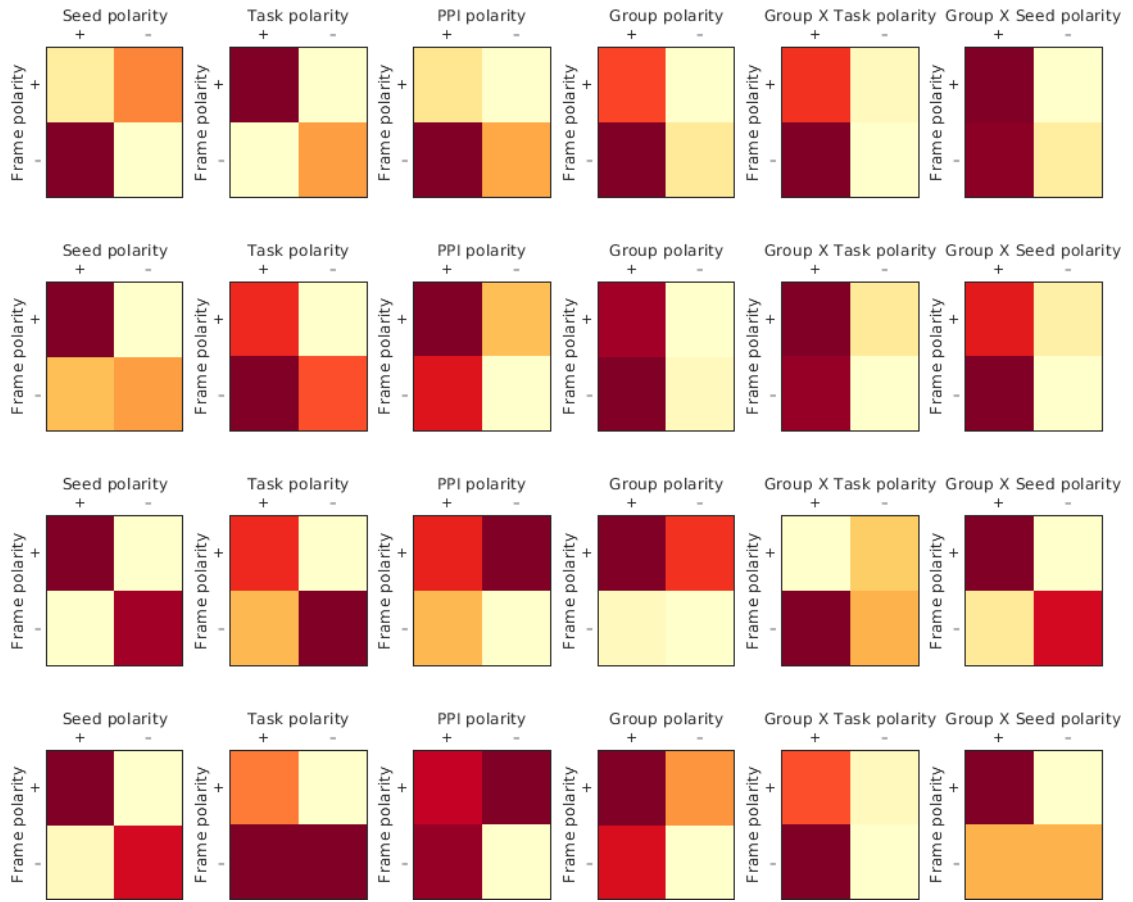 Seed polarity Task polarity PPI polarity Group polarity Group X Task polarity Group X Seed polarity
+ - + - + - + - + - + -
Frame polarity + - Frame polarity + - Frame polarity + - Frame polarity + - Frame polarity + - Frame polarity + -
Seed polarity Task polarity PPI polarity Group polarity Group X Task polarity Group X Seed polarity
+ - + - + - + - + - + -
Frame polarity + - Frame polarity + - Frame polarity + - Frame polarity + - Frame polarity + - Frame polarity + -
Seed polarity Task polarity PPI polarity Group polarity Group X Task polarity Group X Seed polarity
+ - + - + - + - + - + -
Frame polarity + - Frame polarity + - Frame polarity + - Frame polarity + - Frame polarity + - Frame polarity + -
Seed polarity Task polarity PPI polarity Group polarity Group X Task polarity Group X Seed polarity
+ - + - + - + - + - + -
Frame polarity + - Frame polarity + - Frame polarity + - Frame polarity + - Frame polarity + - Frame polarity + -